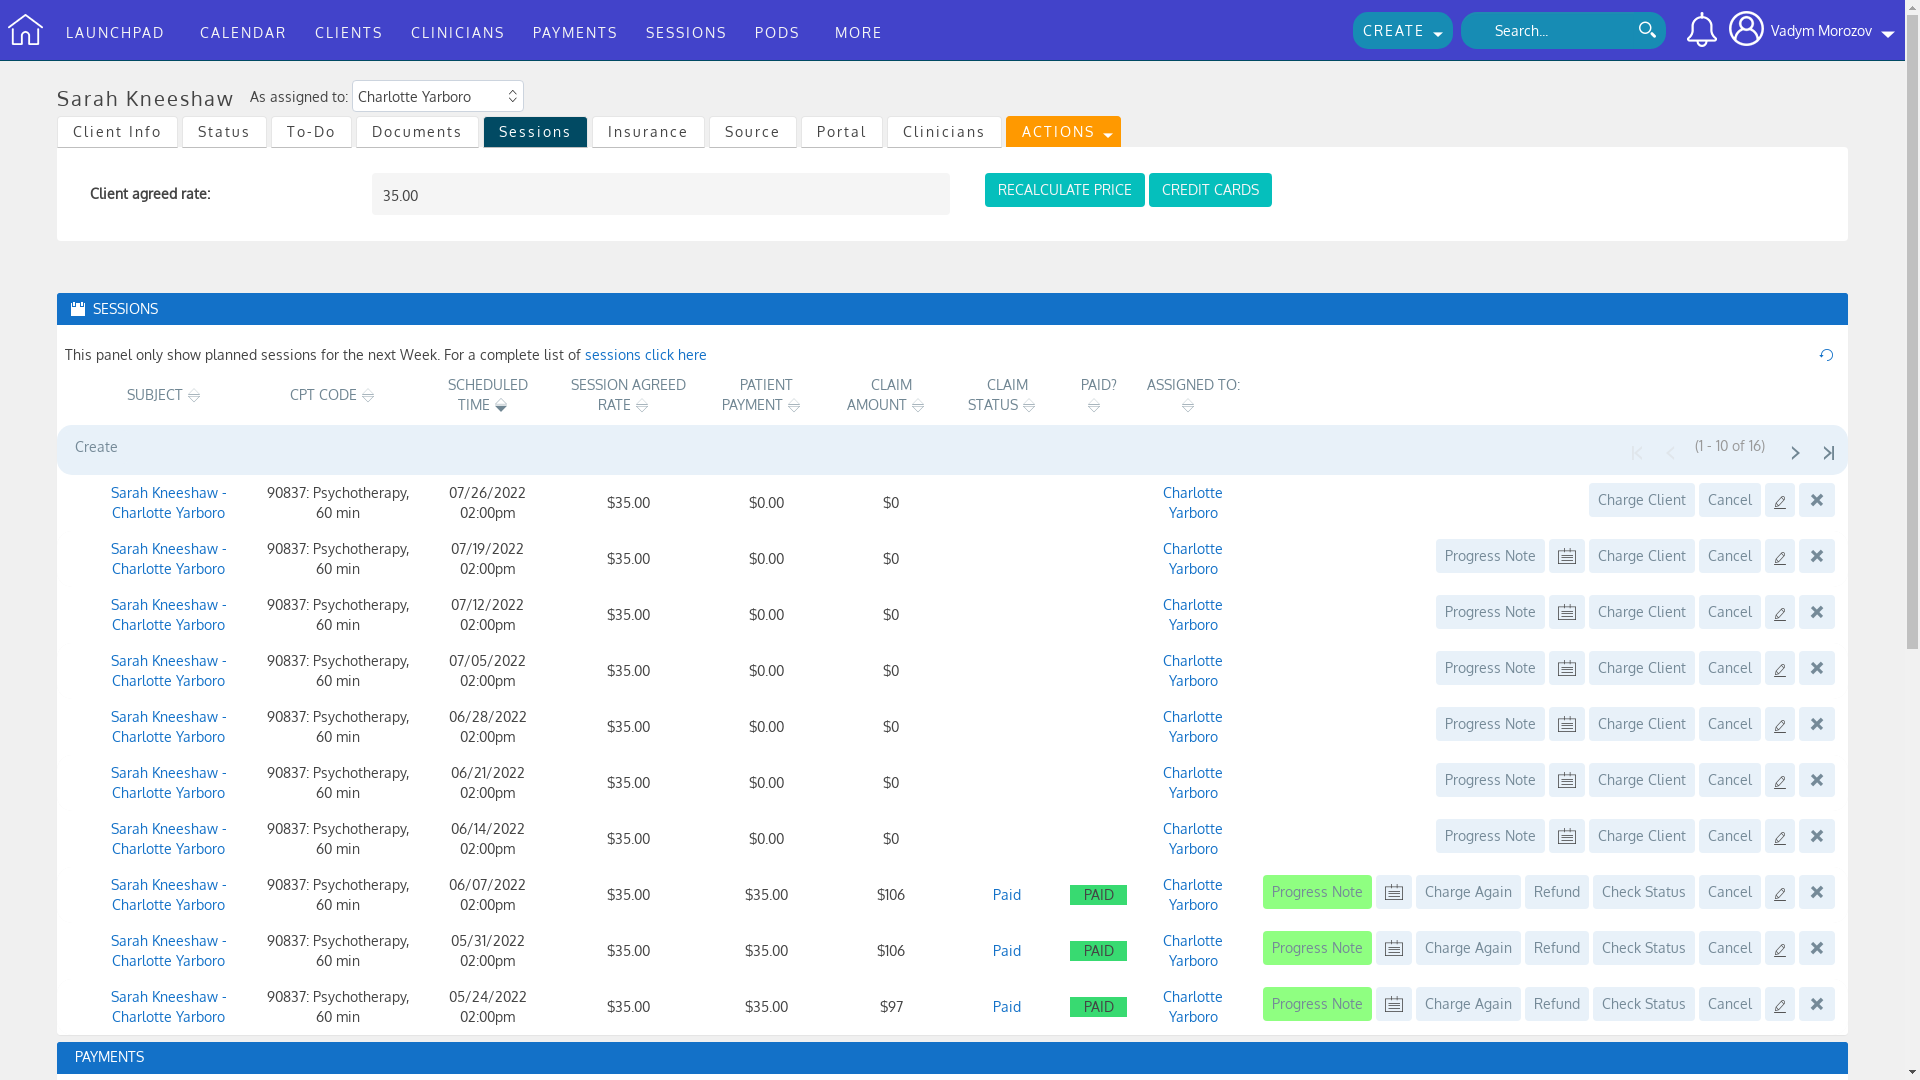 LAUNCHPAD CALENDAR CLIENTS CLINICIANS PAYMENTS SESSIONS PODS MORE CREATE Search... Vadym Morozov
Sarah Kneeshaw As assigned to: Charlotte Yarboro
Client Info Status To-Do Documents Sessions Insurance Source Portal Clinicians ACTIONS
Client agreed rate: 35.00 RECALCULATE PRICE CREDIT CARDS
SESSIONS
This panel only show planned sessions for the next Week. For a complete list of sessions click here
SUBJECT CPT CODE SCHEDULED TIME SESSION AGREED RATE PATIENT PAYMENT CLAIM AMOUNT CLAIM STATUS PAID? ASSIGNED TO:
Create (1 - 10 of 16)
Sarah Kneeshaw - 90837: Psychotherapy, 07/26/2022 $35.00 $0.00 $0 Charlotte Charge Client Cancel
Charlotte Yarboro 60 min 02:00pm Yarboro
Sarah Kneeshaw - 90837: Psychotherapy, 07/19/2022 $35.00 $0.00 $0 Charlotte Progress Note Charge Client Cancel
Charlotte Yarboro 60 min 02:00pm Yarboro
Sarah Kneeshaw - 90837: Psychotherapy, 07/12/2022 $35.00 $0.00 $0 Charlotte Progress Note Charge Client Cancel
Charlotte Yarboro 60 min 02:00pm Yarboro
Sarah Kneeshaw - 90837: Psychotherapy, 07/05/2022 $35.00 $0.00 $0 Charlotte Progress Note Charge Client Cancel
Charlotte Yarboro 60 min 02:00pm Yarboro
Sarah Kneeshaw - 90837: Psychotherapy, 06/28/2022 $35.00 $0.00 $0 Charlotte Progress Note Charge Client Cancel
Charlotte Yarboro 60 min 02:00pm Yarboro
Sarah Kneeshaw - 90837: Psychotherapy, 06/21/2022 $35.00 $0.00 $0 Charlotte Progress Note Charge Client Cancel
Charlotte Yarboro 60 min 02:00pm Yarboro
Sarah Kneeshaw - 90837: Psychotherapy, 06/14/2022 $35.00 $0.00 $0 Charlotte Progress Note Charge Client Cancel
Charlotte Yarboro 60 min 02:00pm Yarboro
Sarah Kneeshaw - 90837: Psychotherapy, 06/07/2022 $35.00 $35.00 $106 Paid PAID Charlotte Progress Note Charge Again Refund Check Status Cancel
Charlotte Yarboro 60 min 02:00pm Yarboro
Sarah Kneeshaw - 90837: Psychotherapy, 05/31/2022 $35.00 $35.00 $106 Paid PAID Charlotte Progress Note Charge Again Refund Check Status Cancel
Charlotte Yarboro 60 min 02:00pm Yarboro
Sarah Kneeshaw - 90837: Psychotherapy, 05/24/2022 $35.00 $35.00 $97 Paid PAID Charlotte Progress Note Charge Again Refund Check Status Cancel
Charlotte Yarboro 60 min 02:00pm Yarboro
PAYMENTS